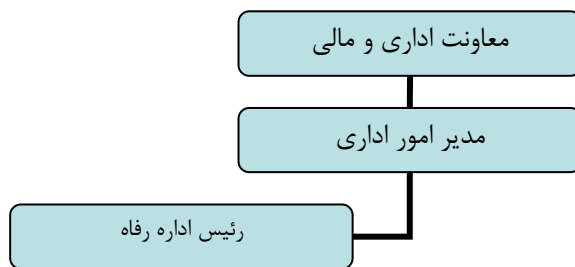 معاونت اداری و مالی
مدیر امور اداری
رئیس اداره رفاه